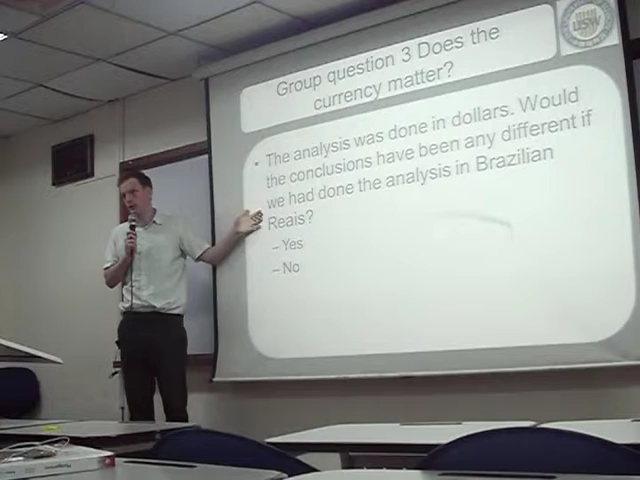 Group question 3 Does the
currency matter?
• The analysis was done in dollars. Would
the conclusions have been any different if
we had done the analysis in Brazilian
Reais?
– Yes
– No
USW